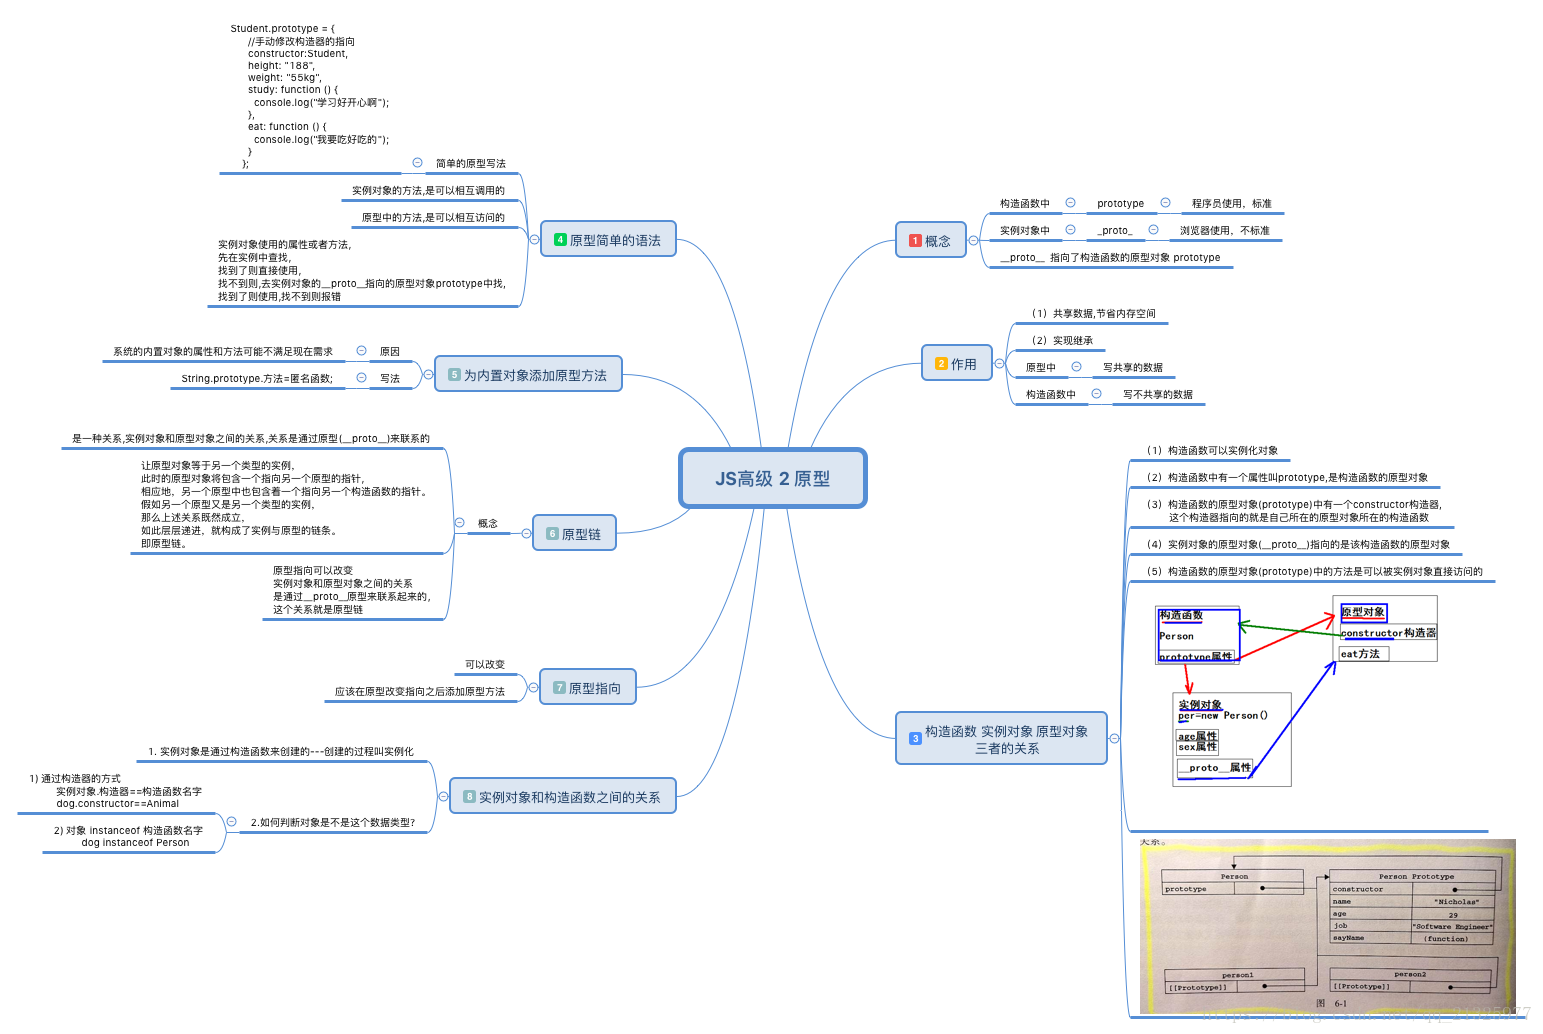 JS高级 2 原型
1 概念
构造函数中
prototype
程序员使用，标准
实例对象中
_proto_
浏览器使用，不标准
__proto__ 指向了构造函数的原型对象 prototype
2 作用
（1）共享数据,节省内存空间
（2）实现继承
原型中
写共享的数据
构造函数中
写不共享的数据
3 构造函数 实例对象 原型对象
三者的关系
（1）构造函数可以实例化对象
（2）构造函数中有一个属性叫prototype,是构造函数的原型对象
（3）构造函数的原型对象(prototype)中有一个constructor构造器,
这个构造器指向的就是自己所在的原型对象所在的构造函数
（4）实例对象的原型对象(__proto__)指向的是该构造函数的原型对象
（5）构造函数的原型对象(prototype)中的方法是可以被实例对象直接访问的
构造函数
Person
prototype属性
原型对象
constructor构造器
eat方法
实例对象
per=new Person()
age属性
sex属性
__proto__属性
关系。
Person
prototype
Person Prototype
constructor
name "Nicholas"
age 29
job "Software Engineer"
sayName (function)
person1
[[Prototype]]
person2
[[Prototype]]
图 6-1
4 原型简单的语法
简单的原型写法
Student.prototype = {
//手动修改构造器的指向
constructor:Student,
height: "188",
weight: "55kg",
study: function () {
console.log("学习好开心啊");
},
eat: function () {
console.log("我要吃好吃的");
}
};
实例对象的方法,是可以相互调用的
原型中的方法,是可以相互访问的
实例对象使用的属性或者方法,
先在实例中查找,
找到了则直接使用,
找不到则,去实例对象的__proto__指向的原型对象prototype中找,
找到了则使用,找不到则报错
5 为内置对象添加原型方法
原因
系统的内置对象的属性和方法可能不满足现在需求
写法
String.prototype.方法=匿名函数;
6 原型链
概念
是一种关系,实例对象和原型对象之间的关系,关系是通过原型(__proto__)来联系的
让原型对象等于另一个类型的实例,
此时的原型对象将包含一个指向另一个原型的指针,
相应地，另一个原型中也包含着一个指向另一个构造函数的指针。
假如另一个原型又是另一个类型的实例,
那么上述关系既然成立,
如此层层递进，就构成了实例与原型的链条。
即原型链。
原型指向可以改变
实例对象和原型对象之间的关系
是通过__proto__原型来联系起来的,
这个关系就是原型链
7 原型指向
可以改变
应该在原型改变指向之后添加原型方法
8 实例对象和构造函数之间的关系
1. 实例对象是通过构造函数来创建的---创建的过程叫实例化
2.如何判断对象是不是这个数据类型?
1) 通过构造器的方式
实例对象.构造器==构造函数名字
dog.constructor==Animal
2) 对象 instanceof 构造函数名字
dog instanceof Person